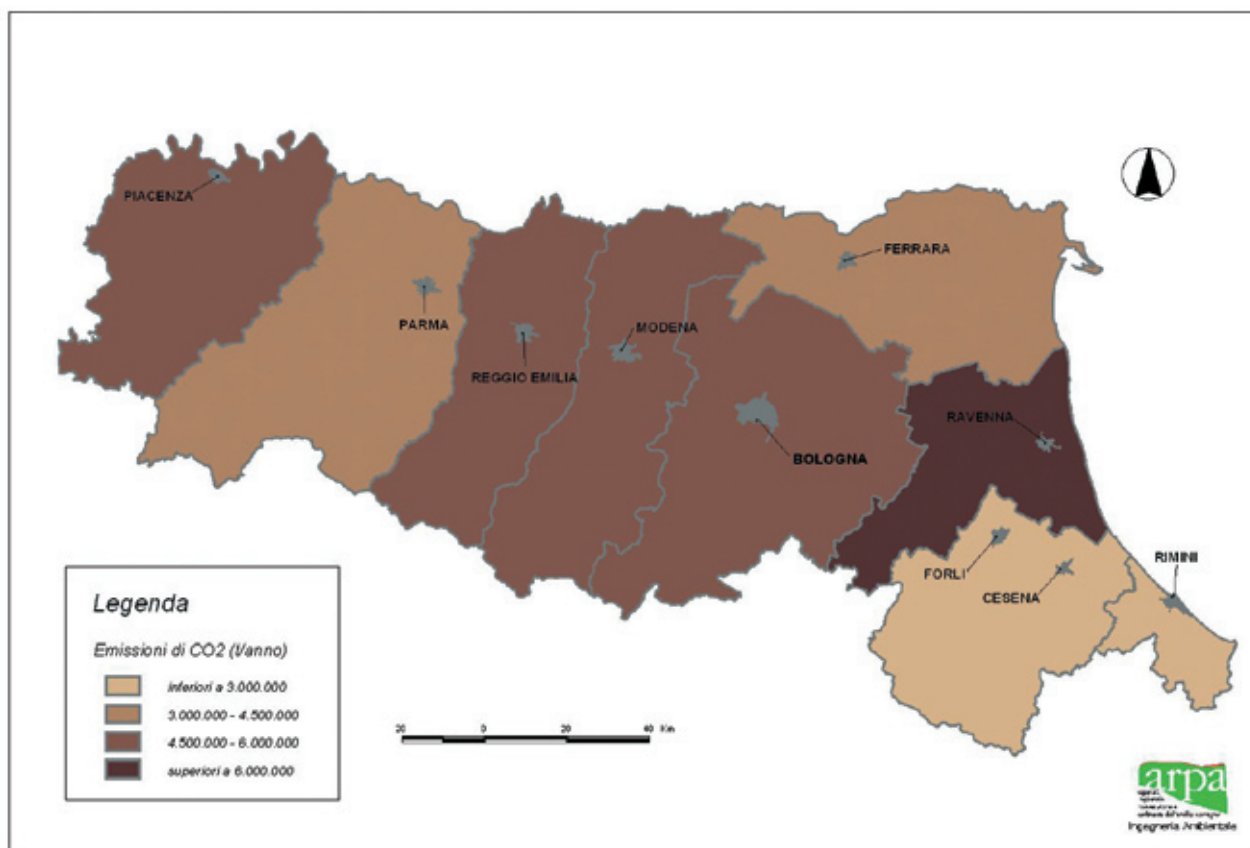 PIACENZA
FERRARA
PARMA
MODENA
REGGIO EMILIA
RAVENNA
BOLOGNA
FORLI
RIMINI
CESENA
Legenda
Emissioni di CO2 (t/anno)
inferiori a 3.000.000
3.000.000 - 4.500.000
4.500.000 - 6.000.000
superiori a 6.000.000
20 0 20 40 Km
arpa
Ingegneria Ambientale